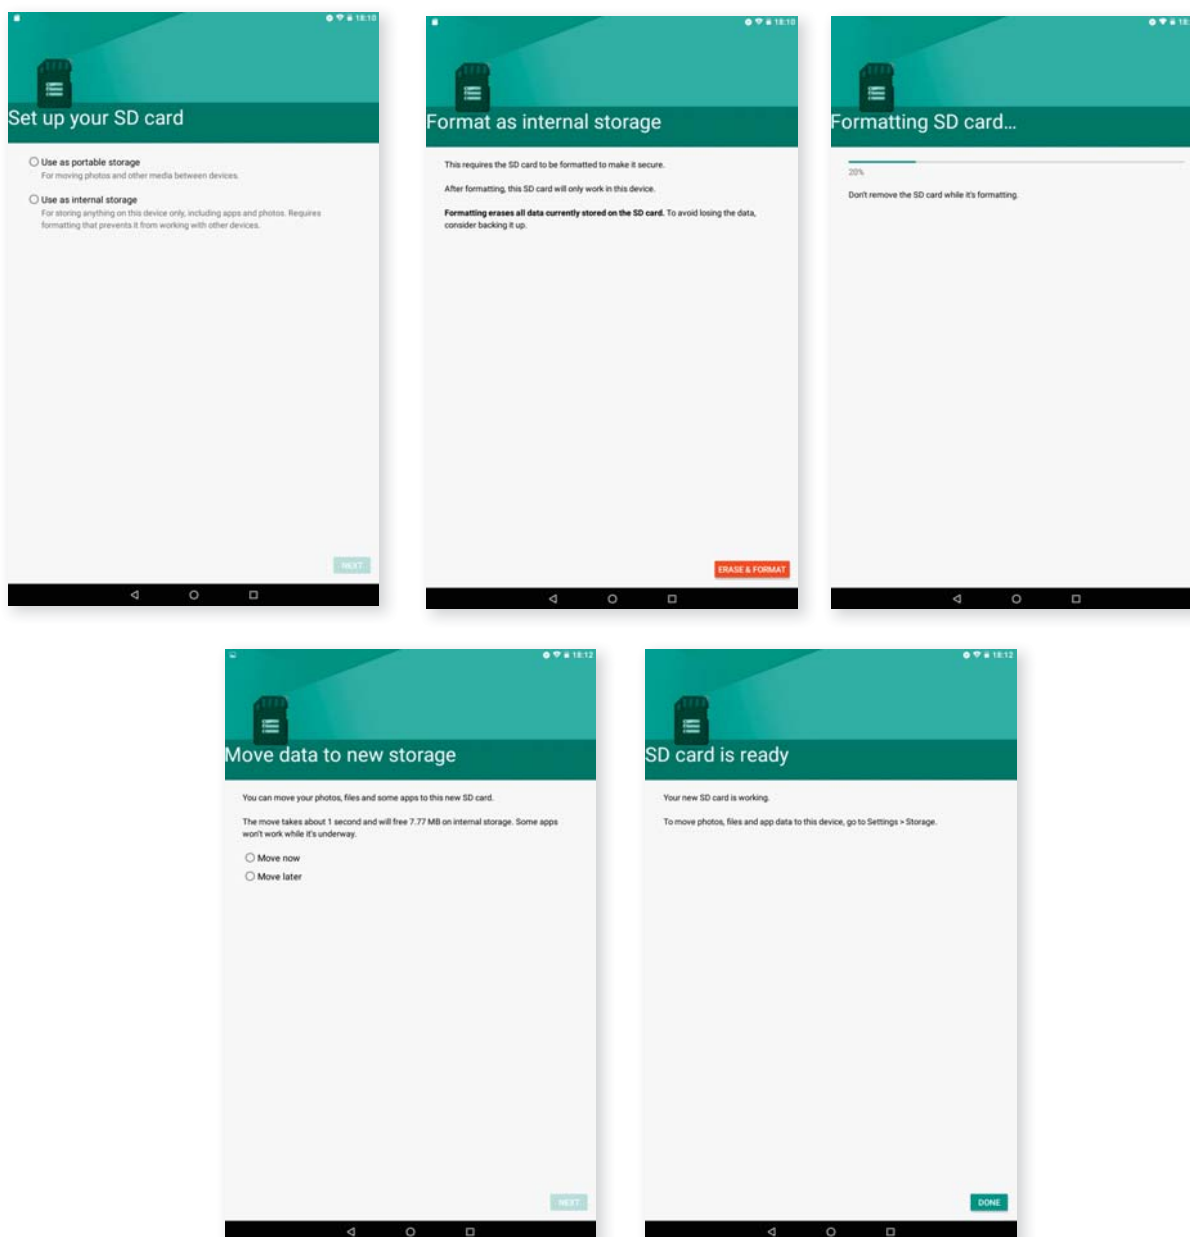 18:10
Set up your SD card
Use as portable storage
For moving photos and other media between devices.
Use as internal storage
For storing anything on this device only, including apps and photos. Requires
formatting that prevents it from working with other devices.
NEXT
18:10
Format as internal storage
This requires the SD card to be formatted to make it secure.
After formatting, this SD card will only work in this device.
Formatting erases all data currently stored on the SD card. To avoid losing the data,
consider backing it up.
ERASE & FORMAT
Formatting SD card...
20%
Don't remove the SD card while it's formatting.
18:12
Move data to new storage
You can move your photos, files and some apps to this new SD card.
The move takes about 1 second and will free 7.77 MB on internal storage. Some apps
won't work while it's underway.
Move now
Move later
NEXT
18:12
SD card is ready
Your new SD card is working.
To move photos, files and app data to this device, go to Settings > Storage.
DONE